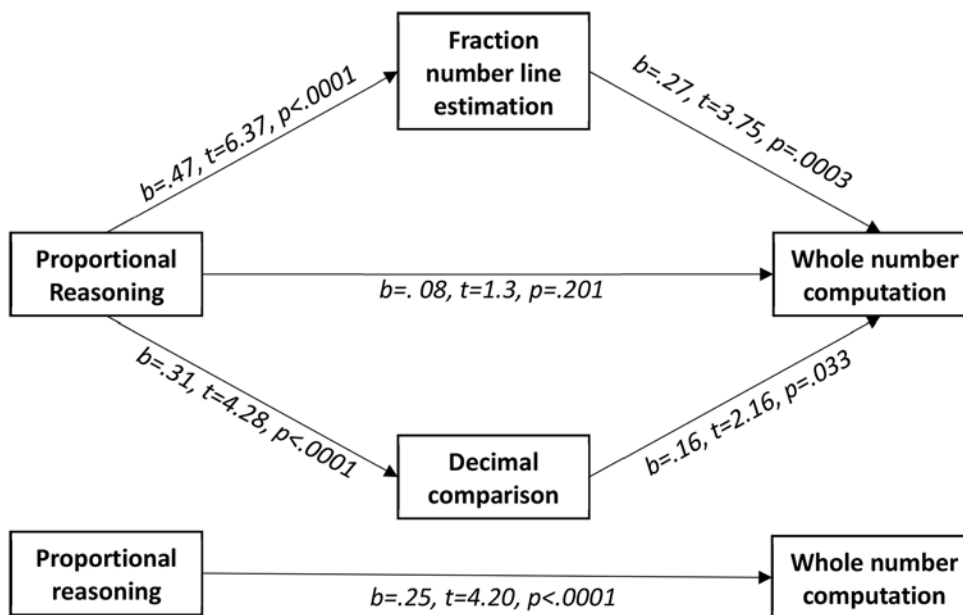 Fraction
number line
estimation
b=.47, t=6.37, p<.0001
b=.27, t=3.75, p=.0003
Proportional
Reasoning
b=. 08, t=1.3, p=.201
Whole number
computation
b=.31, t=4.28, p<.0001
b=.16, t=2.16, p=.033
Decimal
comparison
Proportional
reasoning
b=.25, t=4.20, p<.0001
Whole number
computation